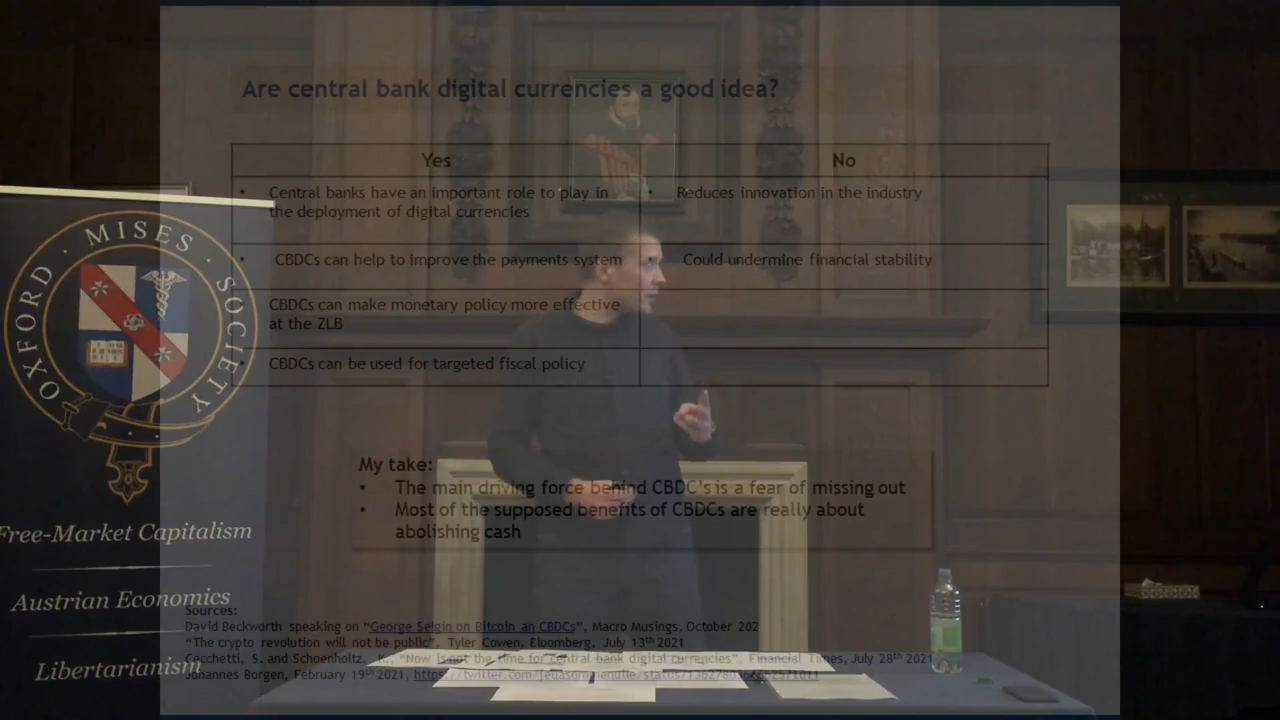 Are central bank digital currencies a good idea?
Yes
No
• Central banks have an important role to play in
the deployment of digital currencies
• Reduces innovation in the industry
• CBDCs can help to improve the payments system
Could undermine financial stability
CBDCs can make monetary policy more effective
at the ZLB
CBDCs can be used for targeted fiscal policy
My take:
• The main driving force behind CBDC's is a fear of missing out
• Most of the supposed benefits of CBDCs are really about
abolishing cash
Sources:
David Beckworth speaking on “George Selgin on Bitcoin an CBDCs”, Macro Musings, October 202
“The crypto revolution will not be public”, Tyler Cowen, Bloomberg, July 13th 2021
Cecchetti, S. and Schoenholtz, K., “Now is not the time for central bank digital currencies”, Financial Times, July 28th 2021
Johannes Borgen, February 19th 2021,
OXFORD · MISES · SOCIETY
Free-Market Capitalism
Austrian Economics
Libertarianism